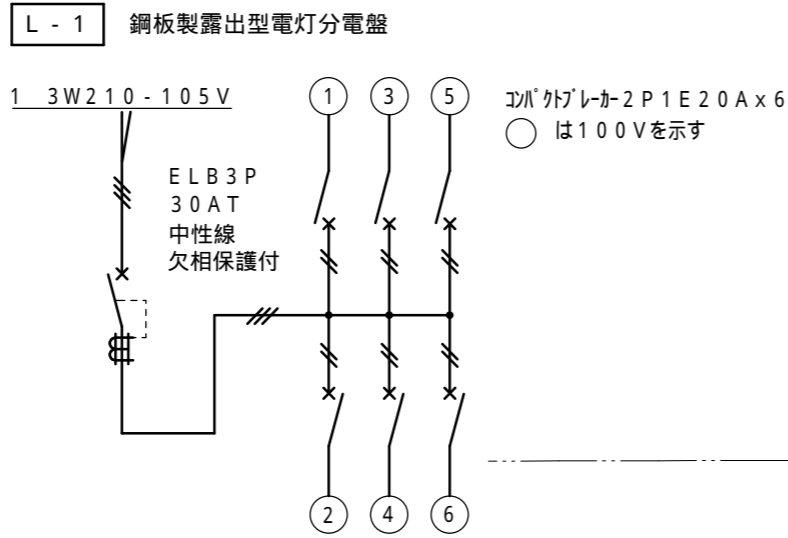 L-1 鋼板製露出型電灯分電盤
1 3W210-105V
1 3 5
コンパクトブレーカー2P1E20Ax6
○は100Vを示す
ELB3P
30AT
中性線
欠相保護付
2 4 6